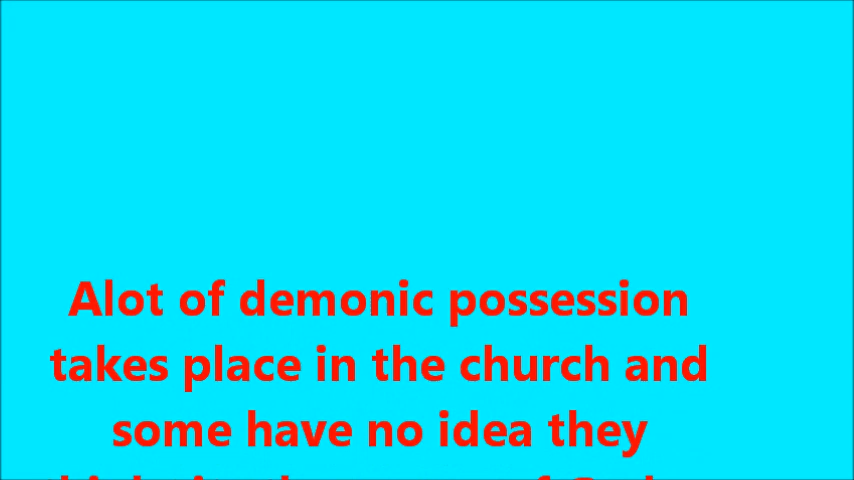 Alot of demonic possession
takes place in the church and
some have no idea they